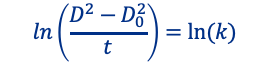 ln((D² − D₀²)/t) = ln(k)